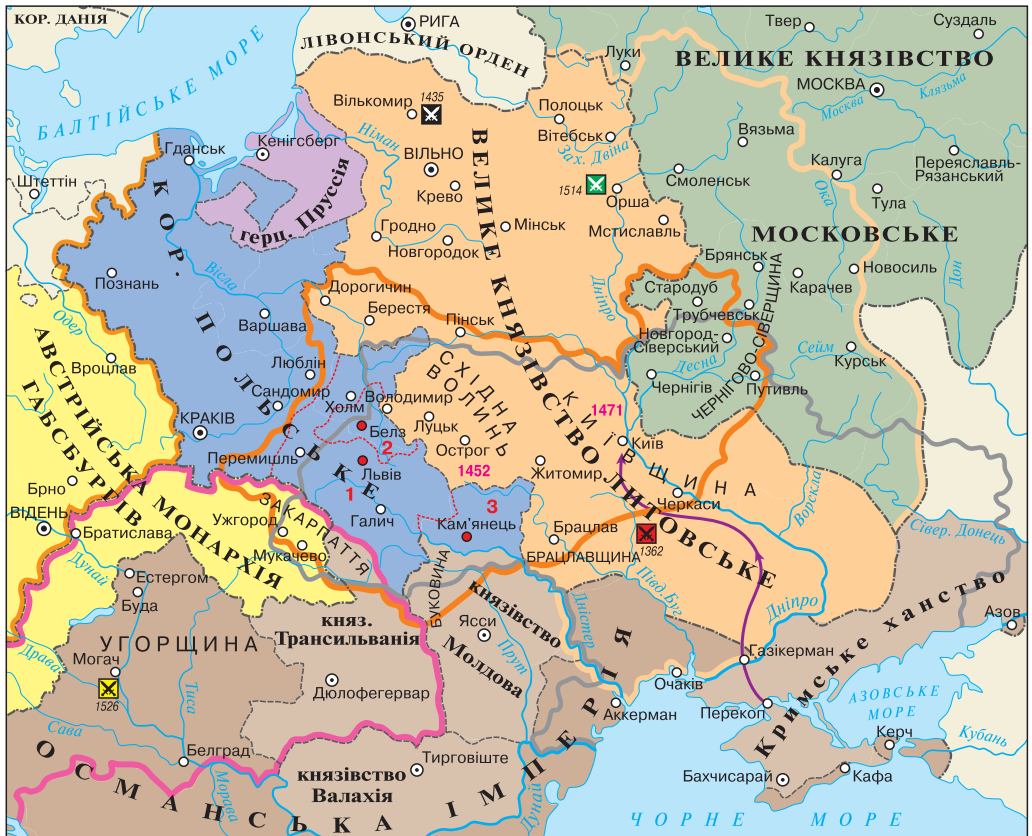 КОР. ДАНІЯ
РИГА
ЛІВОНСЬКИЙ ОРДЕН
Твер
Суздаль
Луки
ВЕЛИКЕ КНЯЗІВСТВО
МОСКВА
Москва
Клязьма
БАЛТІЙСЬКЕ МОРЕ
Вількомир
1435
Полоцьк
Вітебськ
Зах. Двіна
Вязьма
Кенігсберг
Німан
Гданськ
ВІЛЬНО
Крево
1514
Орша
Смоленськ
Калуга
Ока
Переяславль-
Рязанський
Тула
Штеттін
герц. Пруссія
Гродно
Новгородок
Мінськ
Мстиславль
МОСКОВСЬКЕ
Брянськ
Новосиль
Карачев
Дон
Познань
Вісла
КОР. ПОЛЬСЬКЕ
ВЕЛИКЕ КНЯЗІВСТВО ЛИТОВСЬКЕ
Дорогичин
Берестя
Пінськ
Дніпро
Стародуб
Трубчевськ
Новгород-
Сіверський
Десна
Чернігів
ЧЕРНІГОВО-СІВЕРЩИНА
Путивль
Сейм
Курськ
Одер
Варшава
Вроцлав
Люблін
Сандомир
Холм
Володимир
СХІДНА
ВОЛИНЬ
Луцьк
Острог
1452
1471
КИЇВЩИНА
Київ
Житомир
Белз
2
Львів
1
Галич
3
Кам'янець
КРАКІВ
Перемишль
АВСТРІЙСЬКА МОНАРХІЯ
ГАБСБУРГІВ
Брно
ВІДЕНЬ
Братислава
Дунай
ЗАКАРПАТТЯ
Ужгород
Мукачево
Черкаси
Ворскла
Брацлав
БРАЦЛАВЩИНА
1362
Півд. Буг
Сівер. Донець
Дніпро
БУКОВИНА
князівство
Молдова
Ясси
Прут
Дністер
Естергом
Буда
УГОРЩИНА
княз.
Трансильванія
Дюлофегервар
Драва
Могач
1526
Тиса
Сава
Белград
Морава
Газікерман
Очаків
Аккерман
Перекоп
Кримське ханство
Азов
АЗОВСЬКЕ
МОРЕ
Керч
Кубань
Кафа
Бахчисарай
Тирговіште
князівство
Валахія
Дунай
ОСМАНСЬКА ІМПЕРІЯ
ЧОРНЕ МОРЕ